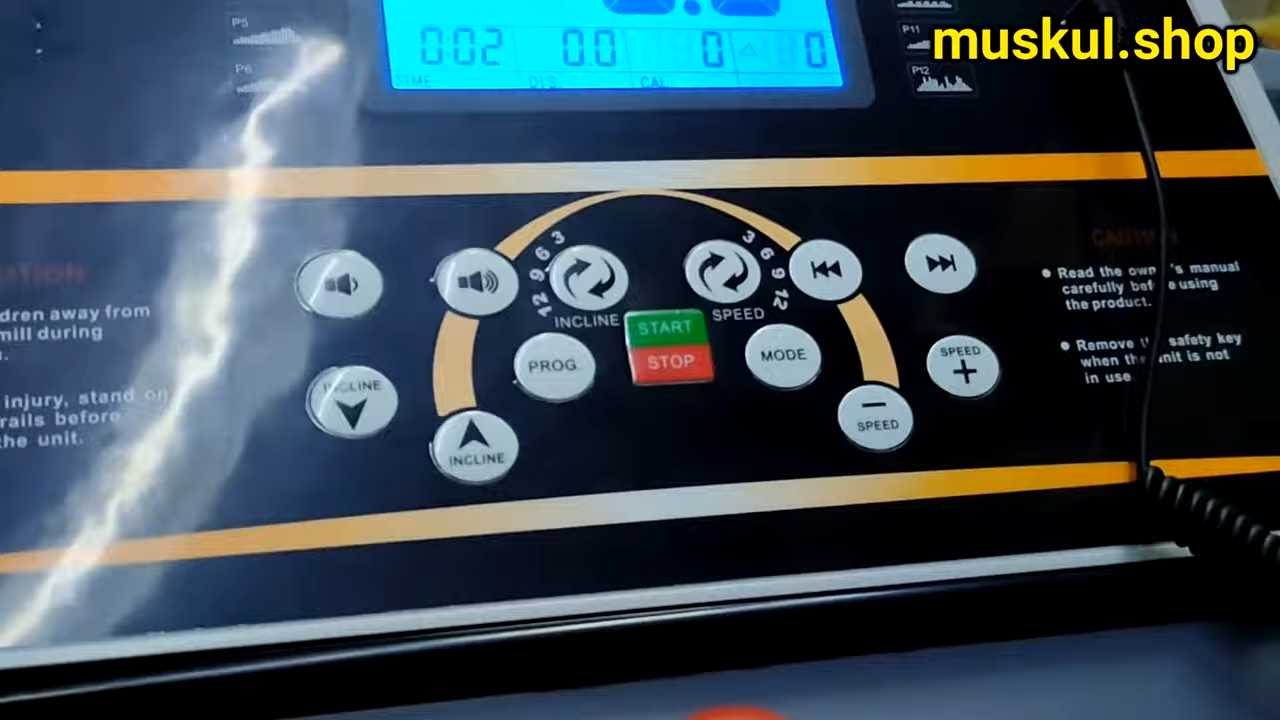 muskul.shop
P5
P6
P11
P12
0:02 0.0 0 0
TIME DIS. CAL
3 6 9 12
INCLINE
3 6 9 12
SPEED
START
STOP
PROG.
MODE
INCLINE
INCLINE
SPEED
+
−
SPEED
dren away from
mill during
injury, stand on
rails before
the unit.
● Read the owner's manual
carefully before using
the product.
● Remove the safety key
when the unit is not
in use